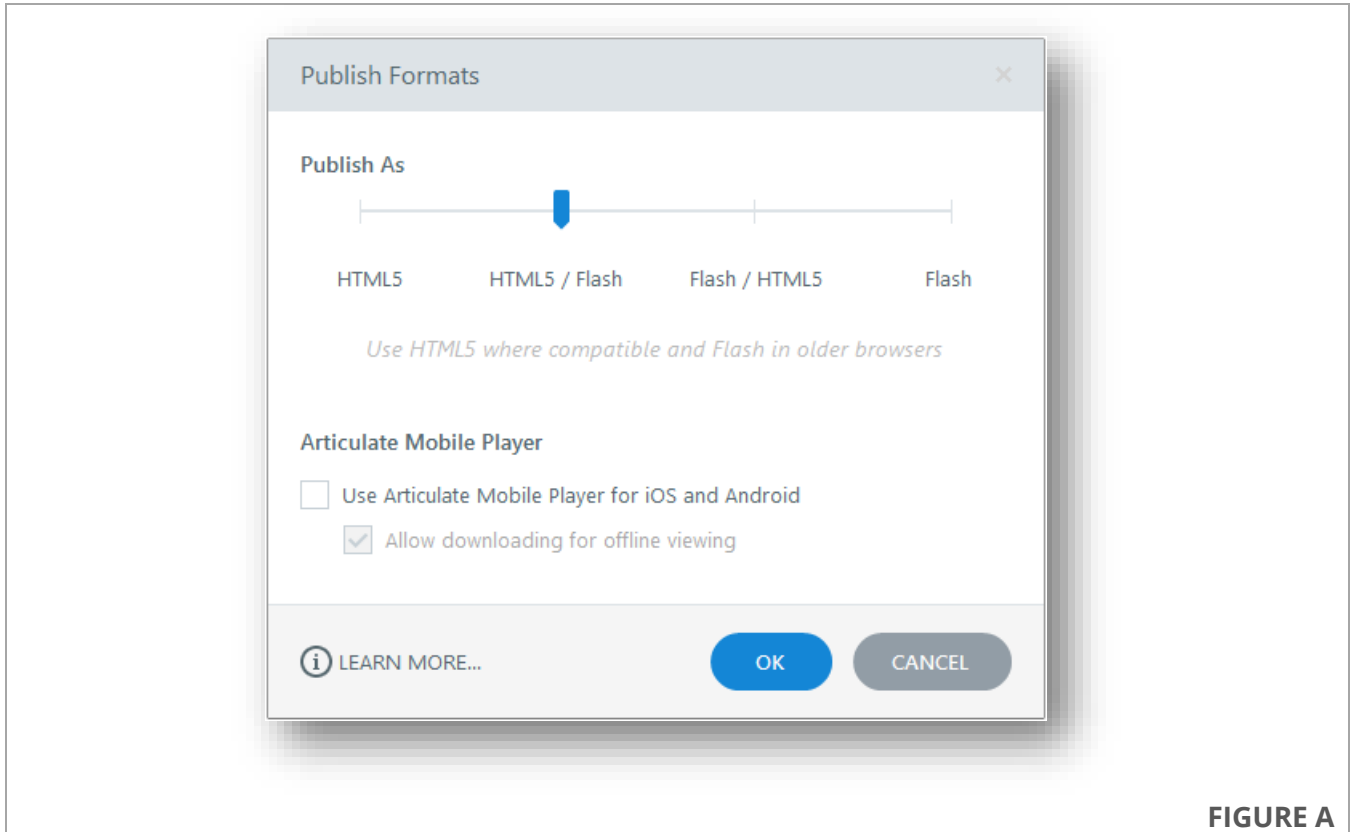 Publish Formats
Publish As
HTML5 HTML5 / Flash Flash / HTML5 Flash
Use HTML5 where compatible and Flash in older browsers
Articulate Mobile Player
Use Articulate Mobile Player for iOS and Android
Allow downloading for offline viewing
LEARN MORE... OK CANCEL
FIGURE A